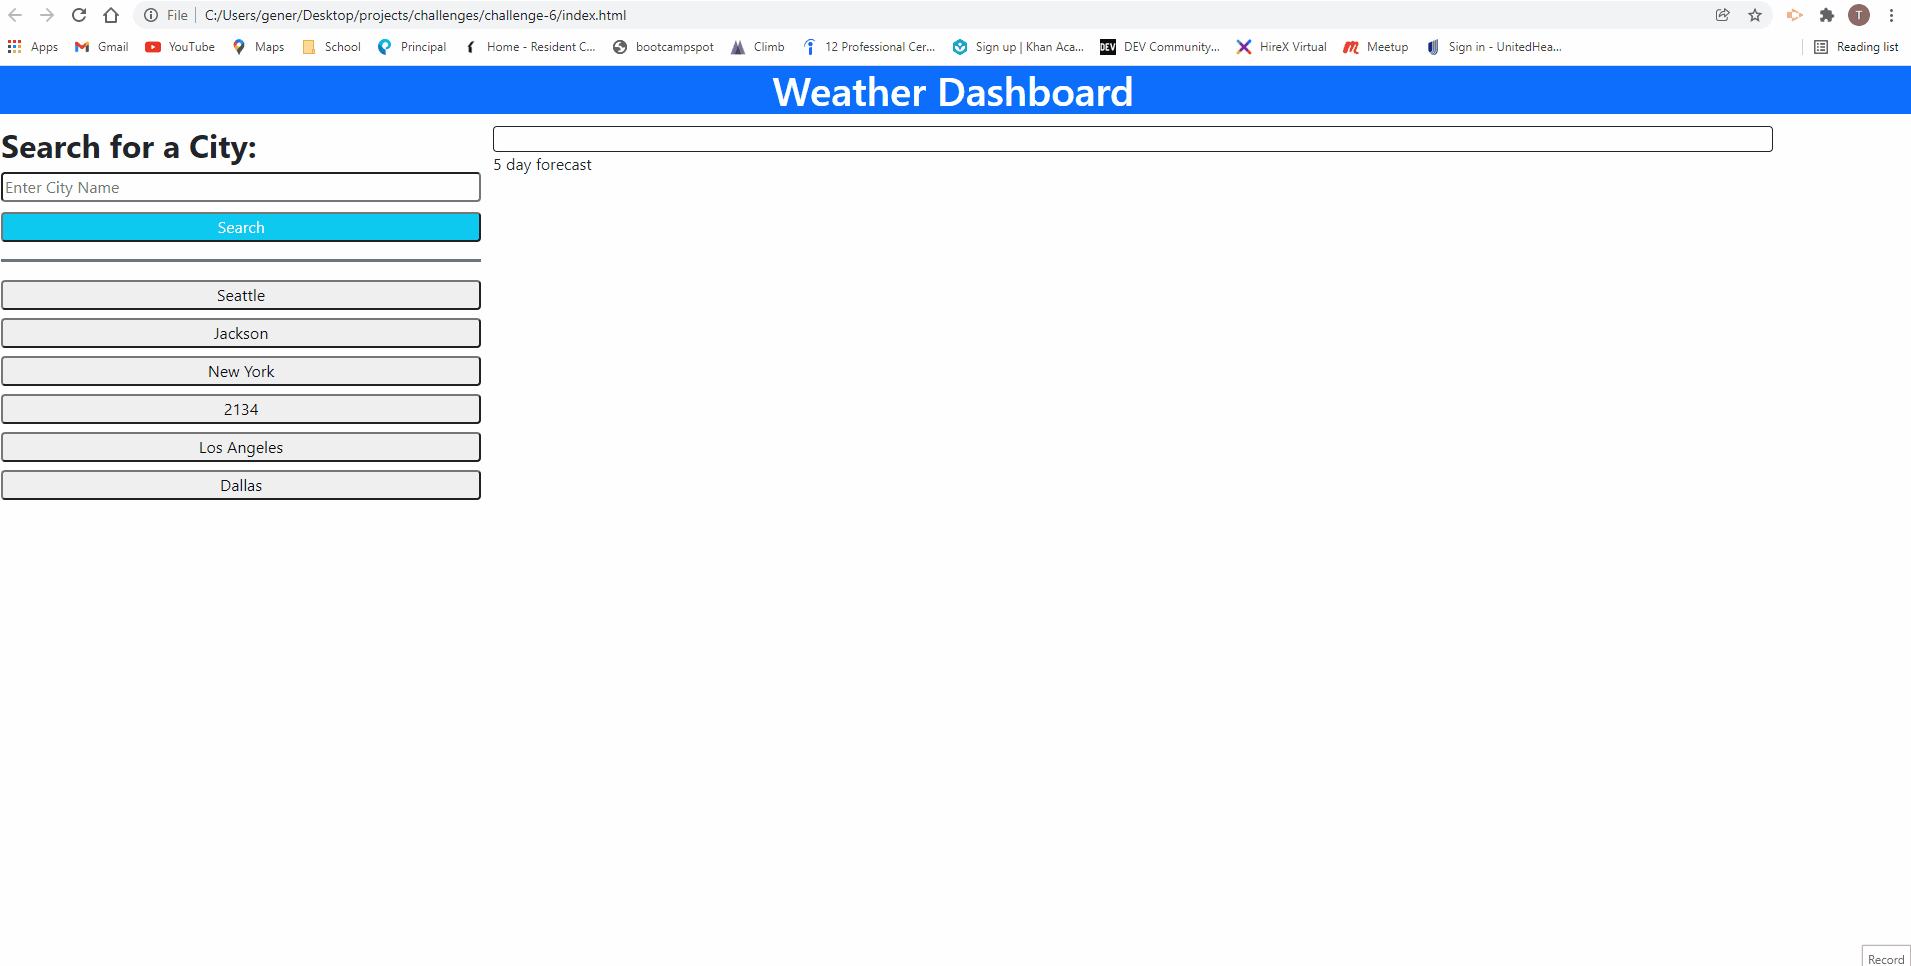 File C:/Users/gener/Desktop/projects/challenges/challenge-6/index.html T
Apps Gmail YouTube Maps School Principal Home - Resident C... bootcampspot Climb 12 Professional Cer... Sign up | Khan Aca... DEV DEV Community... HireX Virtual Meetup Sign in - UnitedHea... Reading list
Weather Dashboard
Search for a City:
Enter City Name
Search
Seattle
Jackson
New York
2134
Los Angeles
Dallas
5 day forecast
Record